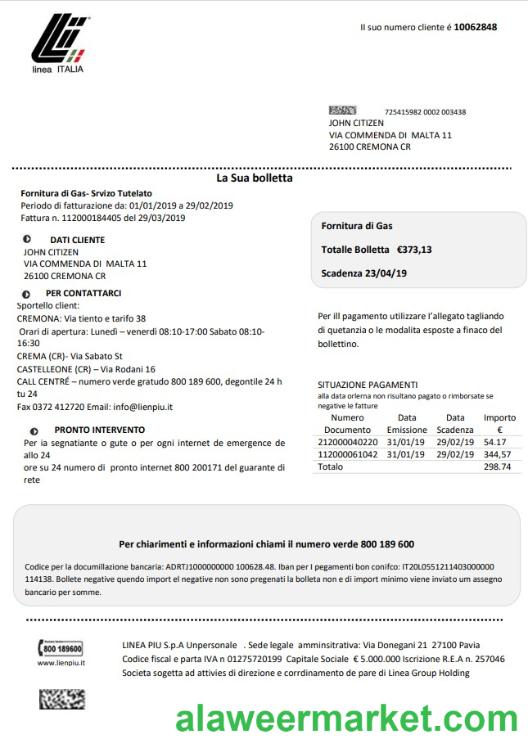 Il suo numero cliente é 10062848
linea ITALIA
725415982 0002 003438
JOHN CITIZEN
VIA COMMENDA DI MALTA 11
26100 CREMONA CR
La Sua bolletta
Fornitura di Gas- Srvizo Tutelato
Periodo di fatturazione da: 01/01/2019 a 29/02/2019
Fattura n. 112000184405 del 29/03/2019
DATI CLIENTE
JOHN CITIZEN
VIA COMMENDA DI MALTA 11
26100 CREMONA CR
PER CONTATTARCI
Sportello client:
CREMONA: Via tiento e tarifo 38
Orari di apertura: Lunedì – venerdì 08:10-17:00 Sabato 08:10-
16:30
CREMA (CR)- Via Sabato St
CASTELLEONE (CR) – Via Rodani 16
CALL CENTRÉ – numero verde gratudo 800 189 600, degontile 24 h
tu 24
Fax 0372 412720 Email: info@lienpiu.it
PRONTO INTERVENTO
Per ia segnatiante o gute o per ogni internet de emergence de
allo 24
ore su 24 numero di pronto internet 800 200171 del guarante di
rete
Fornitura di Gas
Totalle Bolletta €373,13
Scadenza 23/04/19
Per ill pagamento utilizzare l'allegato tagliando
di quetanzia o le modalita esposte a finaco del
bollettino.
SITUAZIONE PAGAMENTI
alla data orlerna non risultano pagato o rimborsate se
negative le fatture
Numero Data Data Importo
Documento Emissione Scadenza €
212000040220 31/01/19 29/02/19 54.17
112000061042 31/01/19 29/02/19 344,57
Totalo 298.74
Per chiarimenti e informazioni chiami il numero verde 800 189 600
Codice per la documillazione bancaria: ADRTJ1000000000 100628.48. Iban per I pegamenti bon conifco: IT20L0551211403000000
114138. Bollete negative quendo import el negative non sono pregenati la bolleta non e di import minimo viene inviato um assegno
bancario per somme.
800 189600
www.lienpiu.it
LINEA PIU S.p.A Unpersonale . Sede legale amminsitrativa: Via Donegani 21 27100 Pavia
Codice fiscal e parta IVA n 01275720199 Capitale Sociale € 5.000.000 Iscrizione R.E.A n. 257046
Societa sogetta ad attivies di direzione e corrdinamento de pare di Linea Group Holding
alaweermarket.com